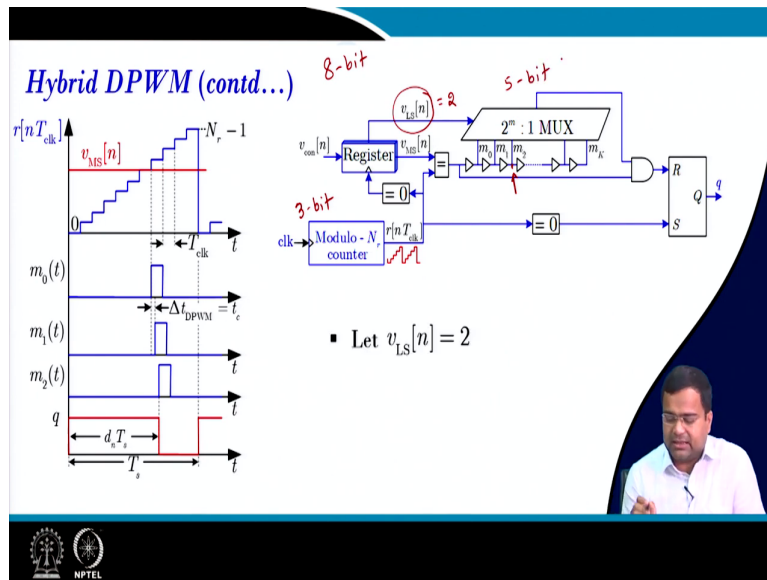 Hybrid DPWM (contd...)
8-bit
5-bit
r[nT_clk]
N_r − 1
v_MS[n]
0
T_clk
t
m_0(t)
Δt_DPWM = t_c
t
m_1(t)
t
m_2(t)
t
q
d_n T_s
T_s
t
v_LS[n] = 2
2^m : 1 MUX
v_con[n]
Register
v_MS[n]
=
m_0
m_1
m_2
m_K
= 0
R
Q
q
S
3-bit
clk
Modulo - N_r
counter
r[nT_clk]
= 0
▪ Let v_LS[n] = 2
NPTEL